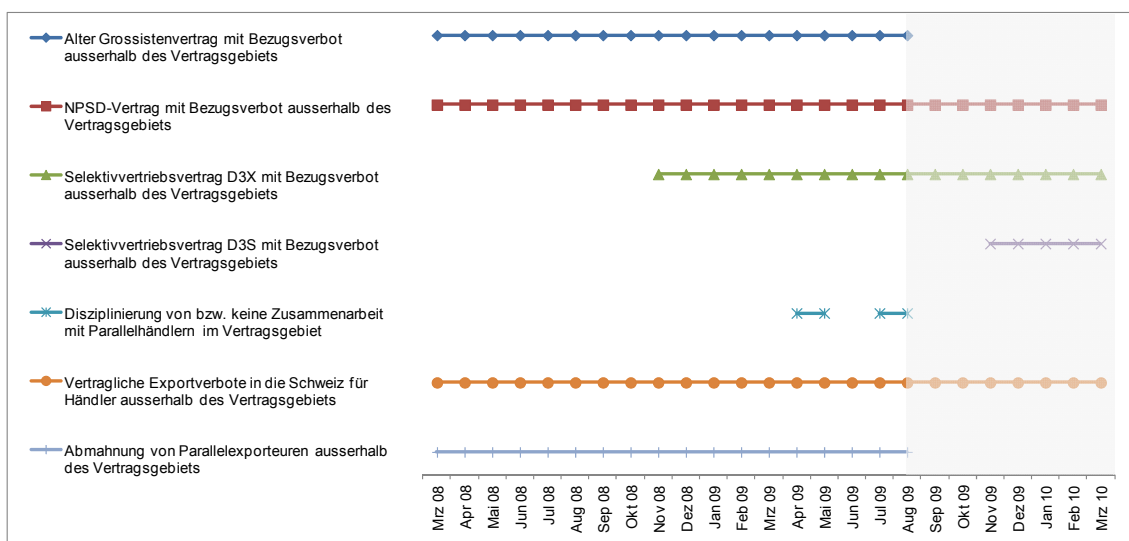 Alter Grossistenvertrag mit Bezugsverbot
ausserhalb des Vertragsgebiets
NPSD-Vertrag mit Bezugsverbot ausserhalb des
Vertragsgebiets
Selektivvertriebsvertrag D3X mit Bezugsverbot
ausserhalb des Vertragsgebiets
Selektivvertriebsvertrag D3S mit Bezugsverbot
ausserhalb des Vertragsgebiets
Disziplinierung von bzw. keine Zusammenarbeit
mit Parallelhändlern im Vertragsgebiet
Vertragliche Exportverbote in die Schweiz für
Händler ausserhalb des Vertragsgebiets
Abmahnung von Parallelexporteuren ausserhalb
des Vertragsgebiets
Mrz 08
Apr 08
Mai 08
Jun 08
Jul 08
Aug 08
Sep 08
Okt 08
Nov 08
Dez 08
Jan 09
Feb 09
Mrz 09
Apr 09
Mai 09
Jun 09
Jul 09
Aug 09
Sep 09
Okt 09
Nov 09
Dez 09
Jan 10
Feb 10
Mrz 10